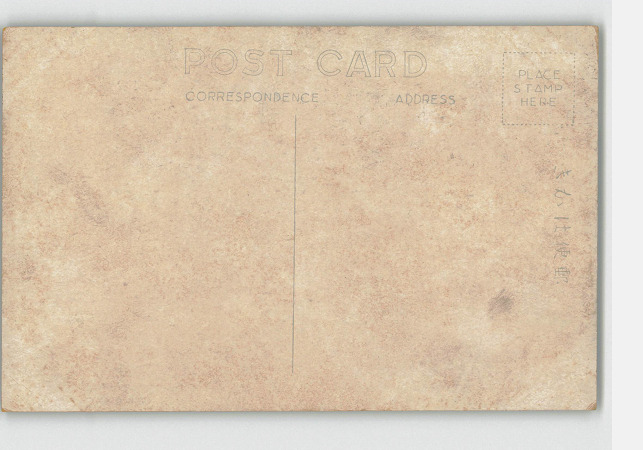 POST CARD
CORRESPONDENCE
ADDRESS
PLACE
STAMP
HERE